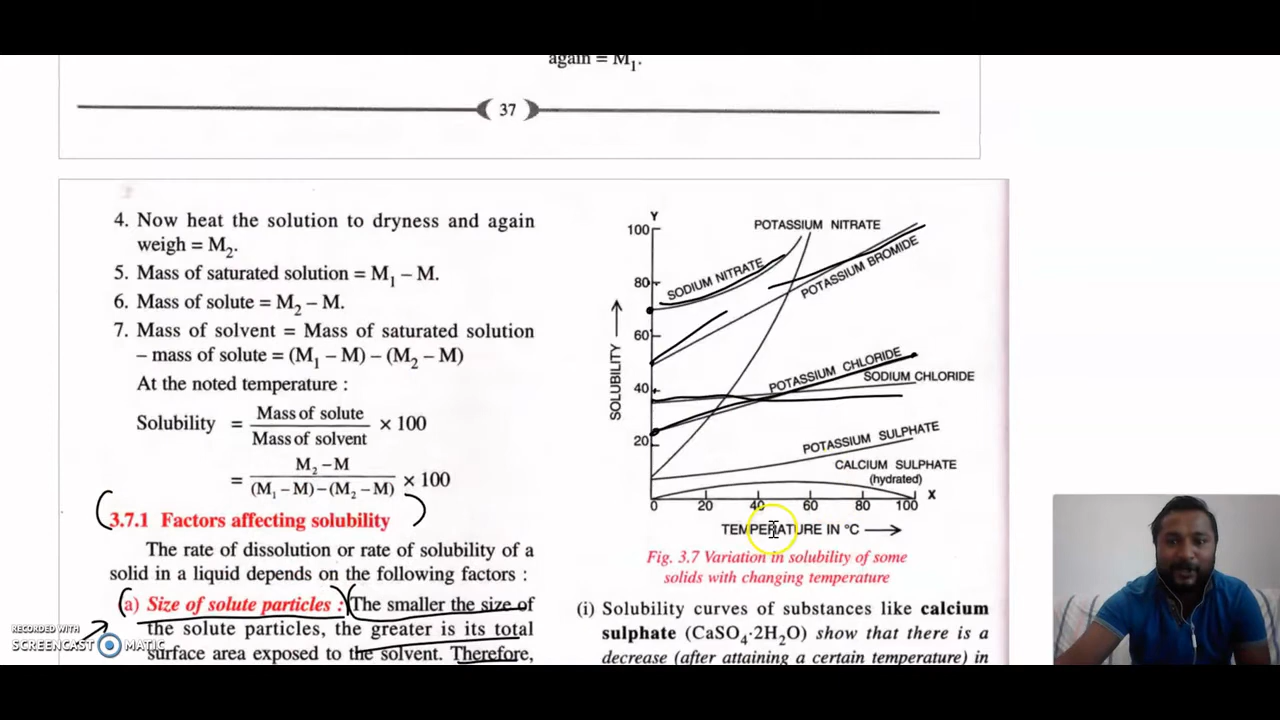 again = M₁.
37
4. Now heat the solution to dryness and again
weigh = M₂.
5. Mass of saturated solution = M₁ – M.
6. Mass of solute = M₂ – M.
7. Mass of solvent = Mass of saturated solution
– mass of solute = (M₁ – M) – (M₂ – M)
At the noted temperature :
Solubility = Mass of solute / Mass of solvent × 100
= M₂ – M / (M₁ – M) – (M₂ – M) × 100
3.7.1 Factors affecting solubility
The rate of dissolution or rate of solubility of a
solid in a liquid depends on the following factors :
(a) Size of solute particles : The smaller the size of
the solute particles, the greater is its total
surface area exposed to the solvent. Therefore,
Y
100
80
60
40
20
SOLUBILITY
POTASSIUM NITRATE
SODIUM NITRATE
POTASSIUM BROMIDE
POTASSIUM CHLORIDE
SODIUM CHLORIDE
POTASSIUM SULPHATE
CALCIUM SULPHATE
(hydrated)
X
0 20 40 60 80 100
TEMPERATURE IN °C
Fig. 3.7 Variation in solubility of some
solids with changing temperature
(i) Solubility curves of substances like calcium
sulphate (CaSO₄·2H₂O) show that there is a
decrease (after attaining a certain temperature) in
RECORDED WITH
SCREENCAST MATIC